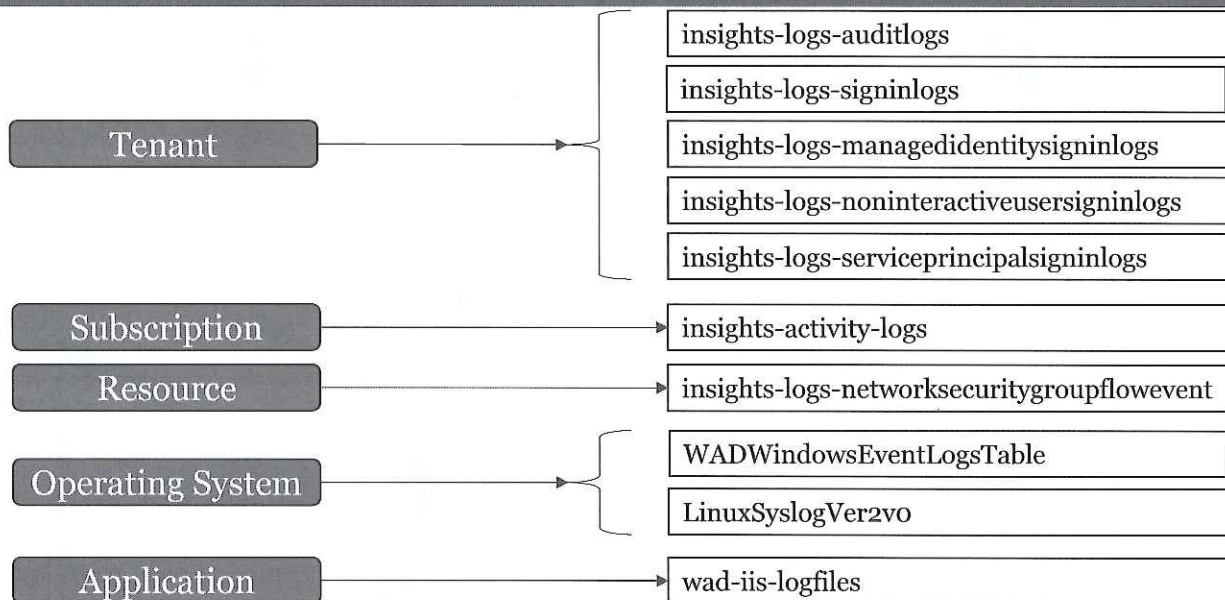 Tenant
insights-logs-auditlogs
insights-logs-signinlogs
insights-logs-managedidentitysigninlogs
insights-logs-noninteractiveusersigninlogs
insights-logs-serviceprincipalsigninlogs
Subscription
insights-activity-logs
Resource
insights-logs-networksecuritygroupflowevent
Operating System
WADWindowsEventLogsTable
LinuxSyslogVer2v0
Application
wad-iis-logfiles